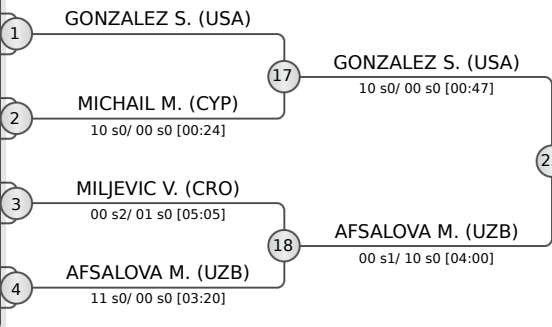 GONZALEZ S. (USA)
1
17
GONZALEZ S. (USA)
10 s0/ 00 s0 [00:47]
MICHAIL M. (CYP)
2
10 s0/ 00 s0 [00:24]
2
MILJEVIC V. (CRO)
3
00 s2/ 01 s0 [05:05]
18
AFSALOVA M. (UZB)
00 s1/ 10 s0 [04:00]
AFSALOVA M. (UZB)
4
11 s0/ 00 s0 [03:20]